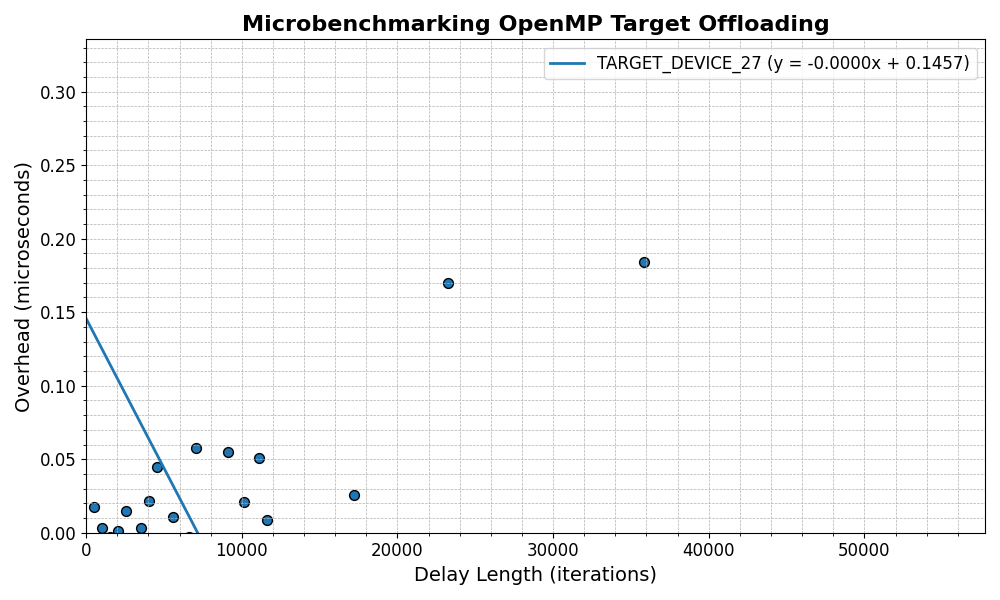 Microbenchmarking OpenMP Target Offloading
TARGET_DEVICE_27 (y = -0.0000x + 0.1457)
Overhead (microseconds)
0.30
0.25
0.20
0.15
0.10
0.05
0.00
0 10000 20000 30000 40000 50000
Delay Length (iterations)